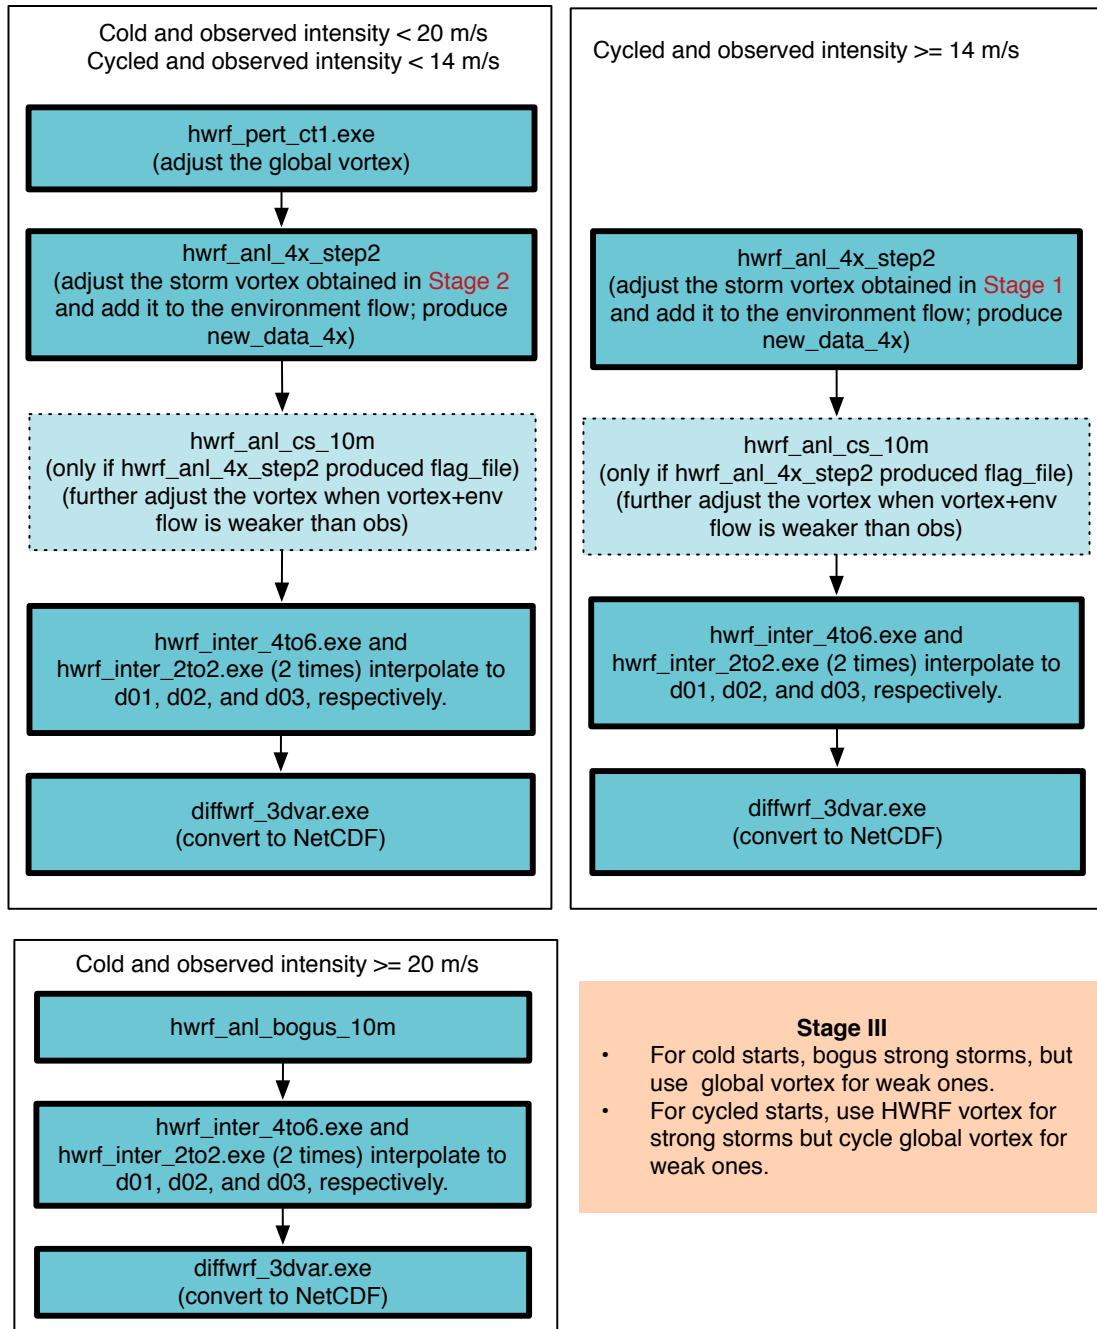 Cold and observed intensity < 20 m/s
Cycled and observed intensity < 14 m/s
hwrf_pert_ct1.exe
(adjust the global vortex)
hwrf_anl_4x_step2
(adjust the storm vortex obtained in Stage 2
and add it to the environment flow; produce
new_data_4x)
hwrf_anl_cs_10m
(only if hwrf_anl_4x_step2 produced flag_file)
(further adjust the vortex when vortex+env
flow is weaker than obs)
hwrf_inter_4to6.exe and
hwrf_inter_2to2.exe (2 times) interpolate to
d01, d02, and d03, respectively.
diffwrf_3dvar.exe
(convert to NetCDF)
Cycled and observed intensity >= 14 m/s
hwrf_anl_4x_step2
(adjust the storm vortex obtained in Stage 1
and add it to the environment flow; produce
new_data_4x)
hwrf_anl_cs_10m
(only if hwrf_anl_4x_step2 produced flag_file)
(further adjust the vortex when vortex+env
flow is weaker than obs)
hwrf_inter_4to6.exe and
hwrf_inter_2to2.exe (2 times) interpolate to
d01, d02, and d03, respectively.
diffwrf_3dvar.exe
(convert to NetCDF)
Cold and observed intensity >= 20 m/s
hwrf_anl_bogus_10m
hwrf_inter_4to6.exe and
hwrf_inter_2to2.exe (2 times) interpolate to
d01, d02, and d03, respectively.
diffwrf_3dvar.exe
(convert to NetCDF)
Stage III
• For cold starts, bogus strong storms, but
use global vortex for weak ones.
• For cycled starts, use HWRF vortex for
strong storms but cycle global vortex for
weak ones.